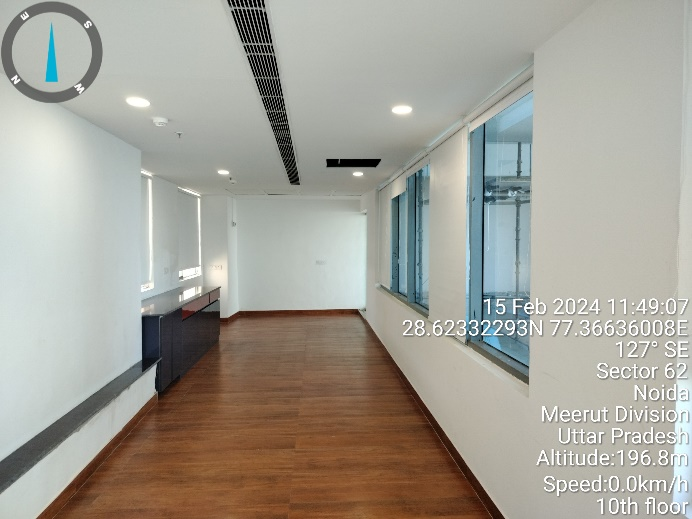 E
S
N
W
15 Feb 2024 11:49:07
28.62332293N 77.36636008E
127° SE
Sector 62
Noida
Meerut Division
Uttar Pradesh
Altitude:196.8m
Speed:0.0km/h
10th floor